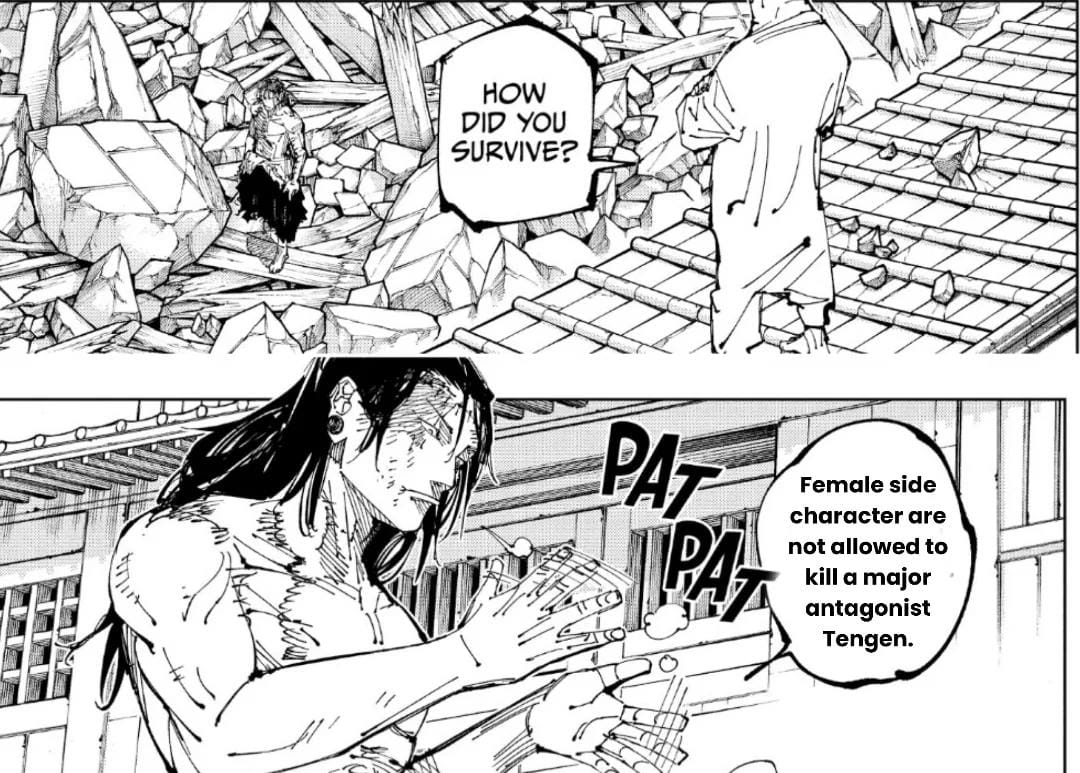 HOW
DID YOU
SURVIVE?
PAT
PAT
Female side
character are
not allowed to
kill a major
antagonist
Tengen.